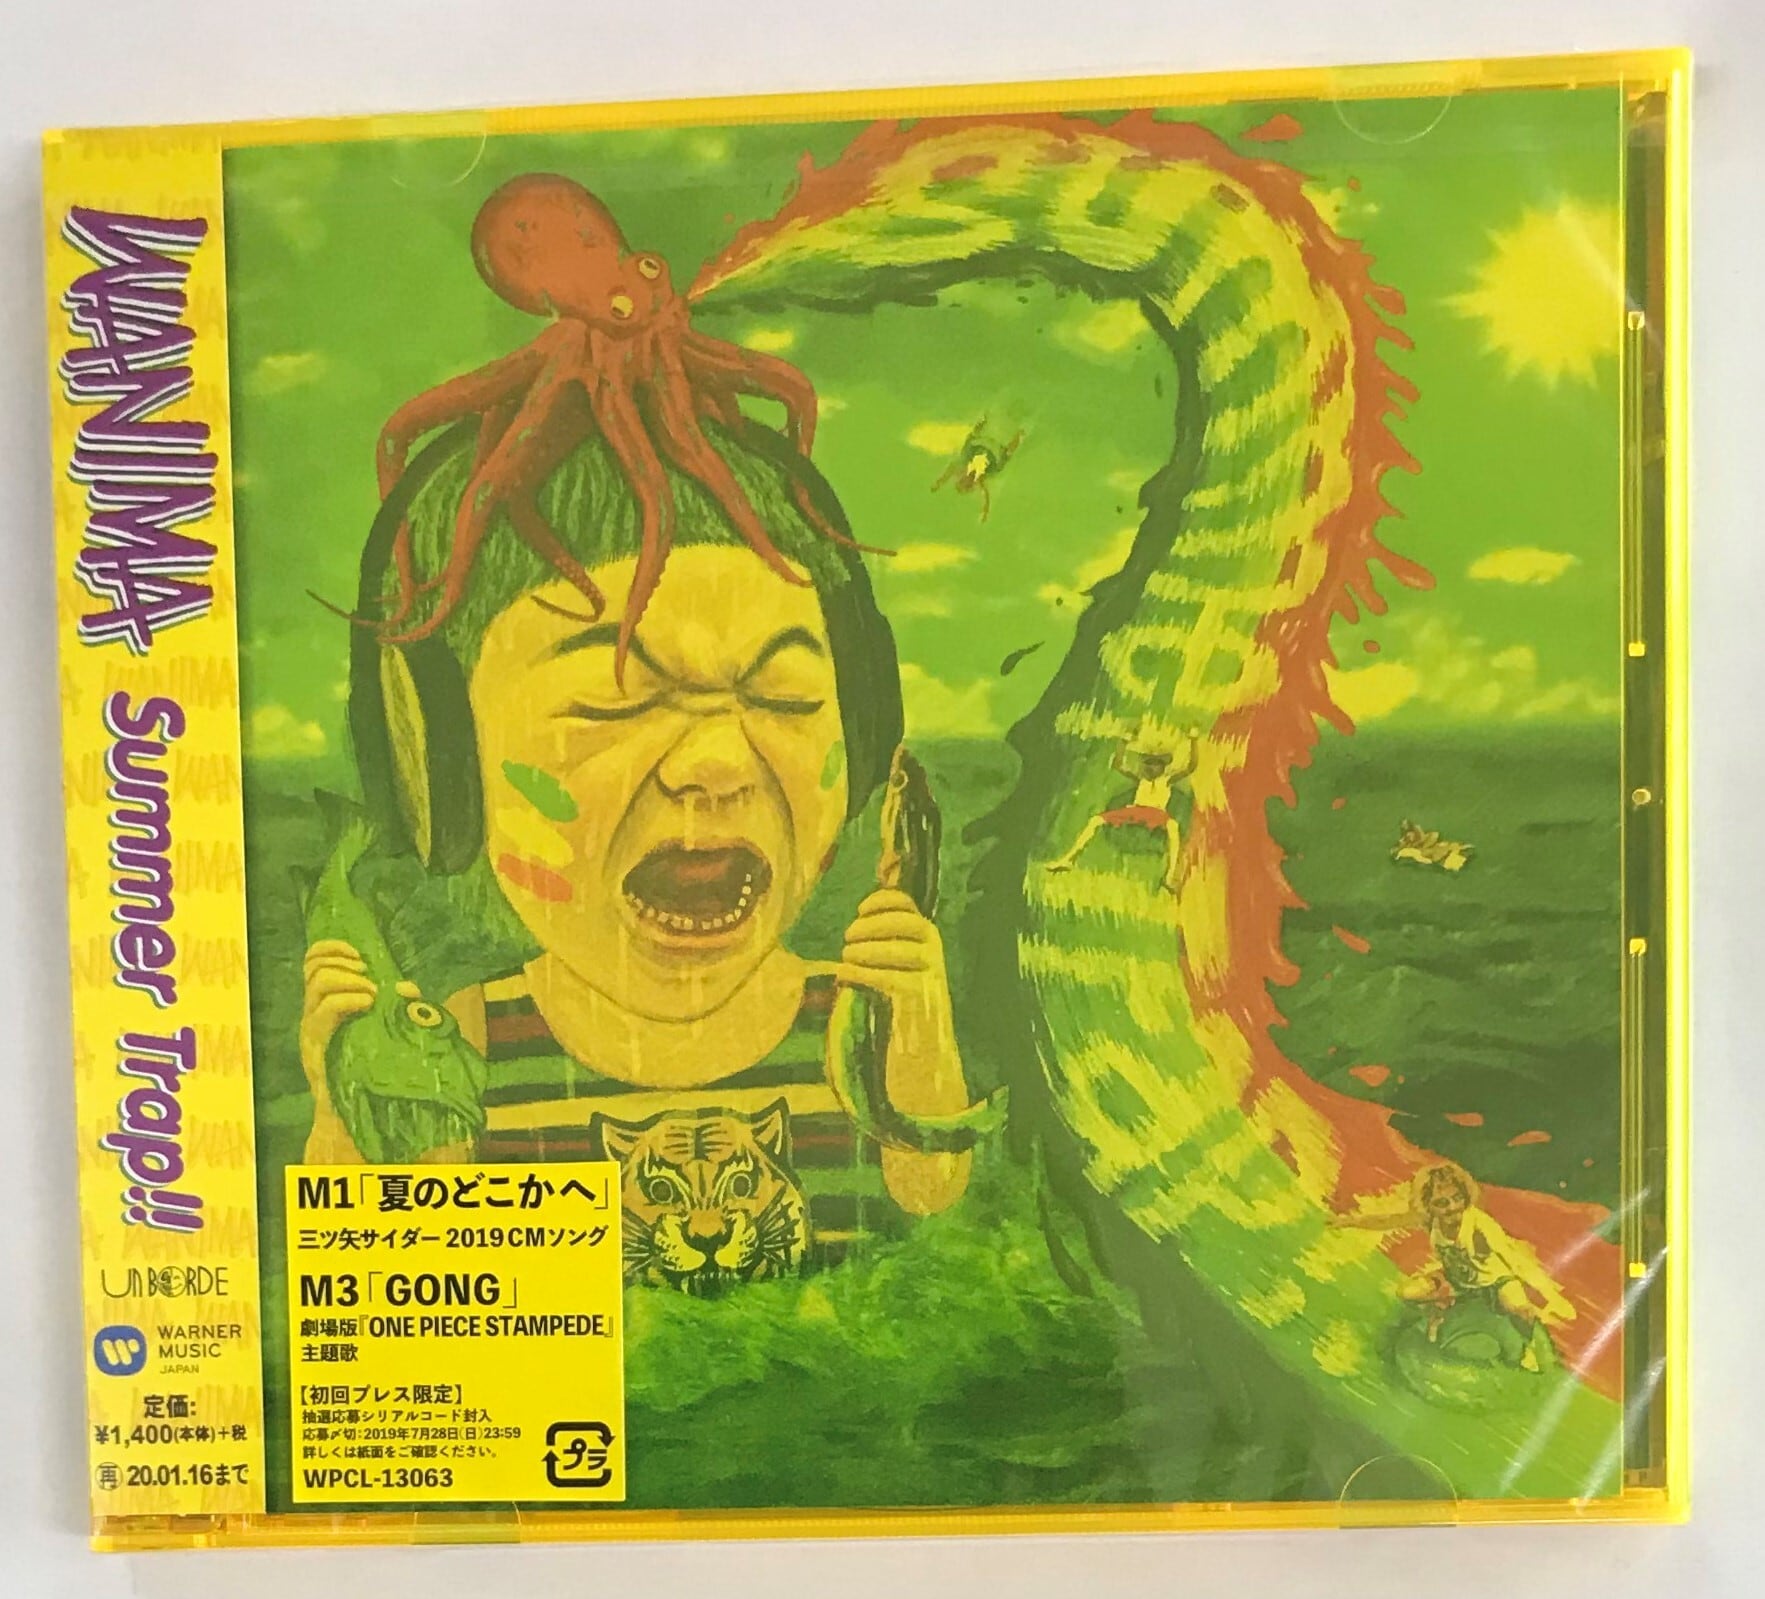 WANIMA Summer Trap!!
UNBORDE
WARNER
MUSIC
JAPAN
定価:
¥1,400(本体)+税
再 20.01.16まで
M1「夏のどこかへ」
三ツ矢サイダー 2019 CMソング
M3「GONG」
劇場版『ONE PIECE STAMPEDE』
主題歌
【初回プレス限定】
抽選応募シリアルコード封入
応募〆切:2019年7月28日(日)23:59
詳しくは紙面をご確認ください。
WPCL-13063
プラ